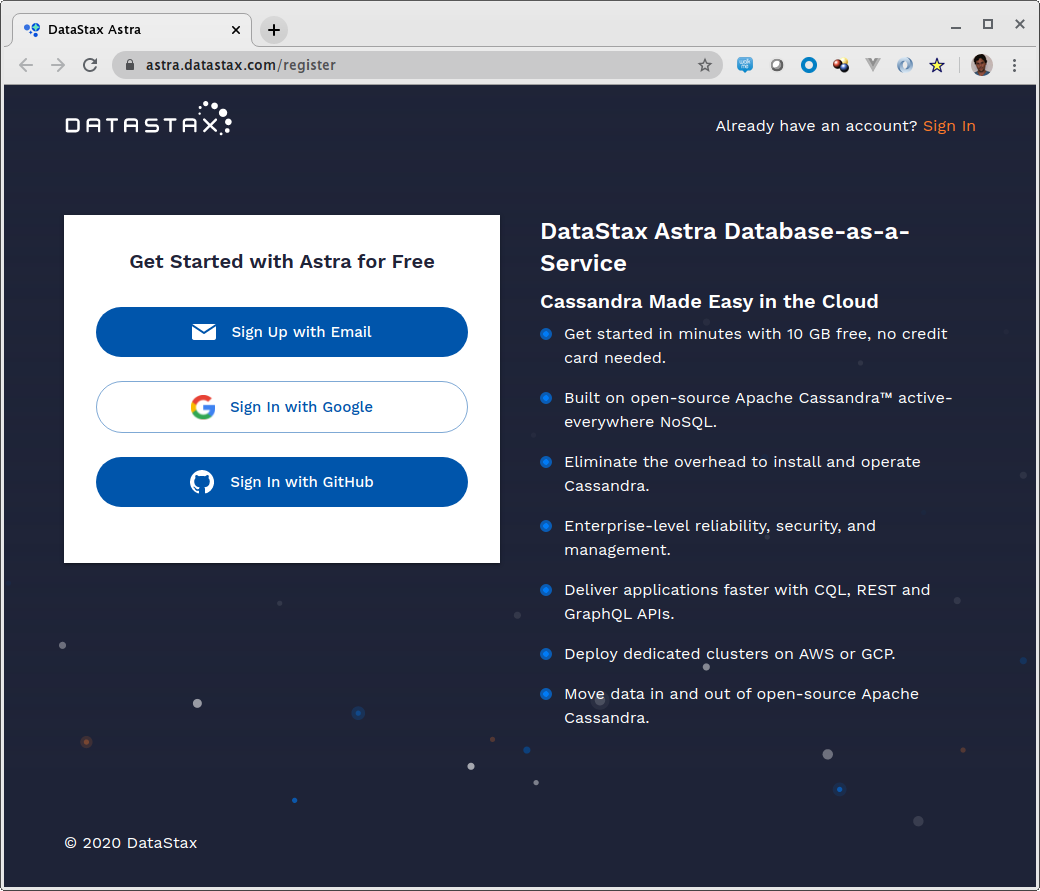 DataStax Astra
astra.datastax.com/register
DATASTAX
Already have an account? Sign In
Get Started with Astra for Free
Sign Up with Email
Sign In with Google
Sign In with GitHub
DataStax Astra Database-as-a-
Service
Cassandra Made Easy in the Cloud
Get started in minutes with 10 GB free, no credit
card needed.
Built on open-source Apache Cassandra™ active-
everywhere NoSQL.
Eliminate the overhead to install and operate
Cassandra.
Enterprise-level reliability, security, and
management.
Deliver applications faster with CQL, REST and
GraphQL APIs.
Deploy dedicated clusters on AWS or GCP.
Move data in and out of open-source Apache
Cassandra.
© 2020 DataStax